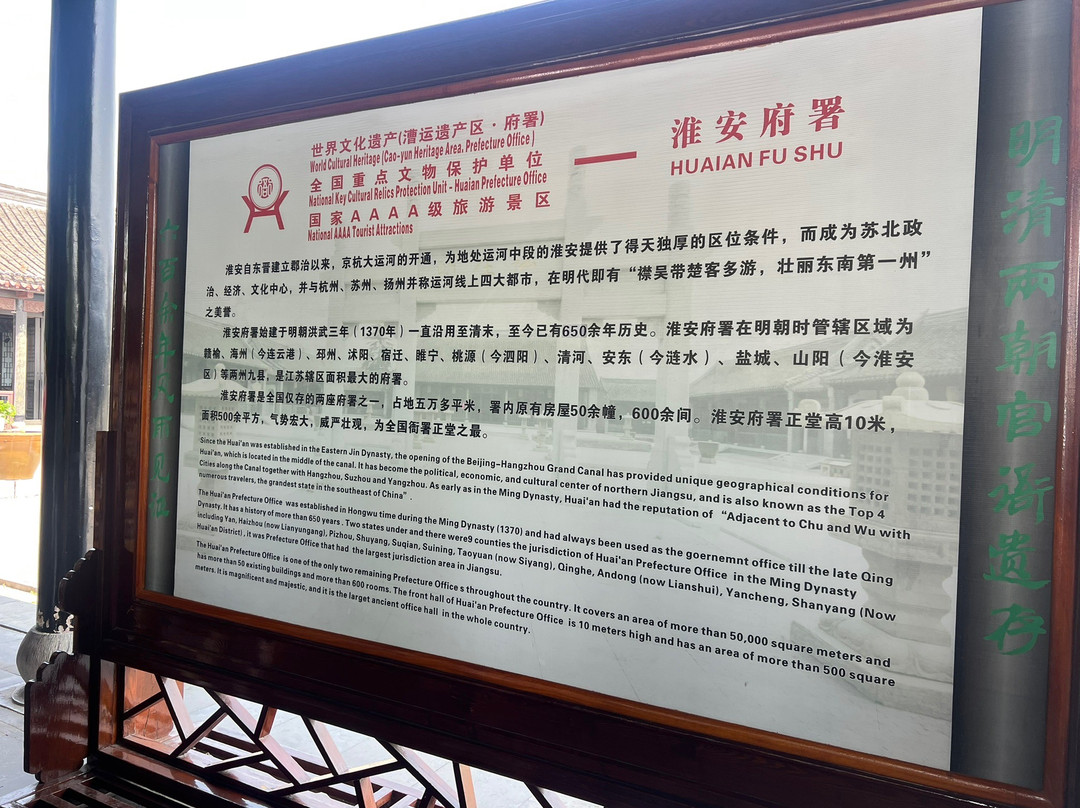 世界文化遗产(漕运遗产区·府署)
World Cultural Heritage (Cao-yun Heritage Area, Prefecture Office)
全国重点文物保护单位
National Key Cultural Relics Protection Unit - Huaian Prefecture Office
国家AAAA级旅游景区
National AAAA Tourist Attractions
淮安府署
HUAIAN FU SHU
淮安自东晋建立郡治以来，京杭大运河的开通，为地处运河中段的淮安提供了得天独厚的区位条件，而成为苏北政
治、经济、文化中心，并与杭州、苏州、扬州并称运河线上四大都市，在明代即有“襟吴带楚客多游，壮丽东南第一州”
之美誉。
淮安府署始建于明朝洪武三年（1370年）一直沿用至清末，至今已有650余年历史。淮安府署在明朝时管辖区域为
赣榆、海州（今连云港）、邳州、沭阳、宿迁、睢宁、桃源（今泗阳）、清河、安东（今涟水）、盐城、山阳（今淮安
区）等两州九县，是江苏辖区面积最大的府署。
淮安府署是全国仅存的两座府署之一，占地五万多平米，署内原有房屋50余幢，600余间。淮安府署正堂高10米，
面积500余平方，气势宏大，威严壮观，为全国衙署正堂之最。
Since the Huai'an was established in the Eastern Jin Dynasty, the opening of the Beijing-Hangzhou Grand Canal has provided unique geographical conditions for
Huai'an, which is located in the middle of the canal. It has become the political, economic, and cultural center of northern Jiangsu, and is also known as the Top 4
Cities along the Canal together with Hangzhou, Suzhou and Yangzhou. As early as in the Ming Dynasty, Huai'an had the reputation of “Adjacent to Chu and Wu with
numerous travelers, the grandest state in the southeast of China”.
The Huai'an Prefecture Office was established in Hongwu time during the Ming Dynasty (1370) and had always been used as the goernemnt office till the late Qing
Dynasty. It has a history of more than 650 years. Two states under and there were9 counties the jurisdiction of Huai'an Prefecture Office in the Ming Dynasty
including Yan, Haizhou (now Lianyungang), Pizhou, Shuyang, Suqian, Suining, Taoyuan (now Siyang), Qinghe, Andong (now Lianshui), Yancheng, Shanyang (Now
Huai'an District), it was Prefecture Office that had the largest jurisdiction area in Jiangsu.
The Huai'an Prefecture Office is one of the only two remaining Prefecture Office s throughout the country. It covers an area of more than 50,000 square meters and
has more than 50 existing buildings and more than 600 rooms. The front hall of Huai'an Prefecture Office is 10 meters high and has an area of more than 500 square
meters. It is magnificent and majestic, and it is the largest ancient office hall in the whole country.
明清两朝官衙遗存